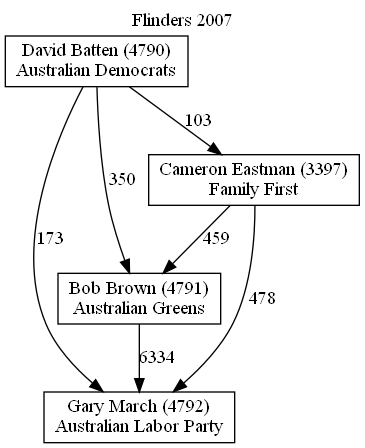 Flinders 2007
David Batten (4790)
Australian Democrats
103
Cameron Eastman (3397)
Family First
350
173
459
Bob Brown (4791)
Australian Greens
478
6334
Gary March (4792)
Australian Labor Party